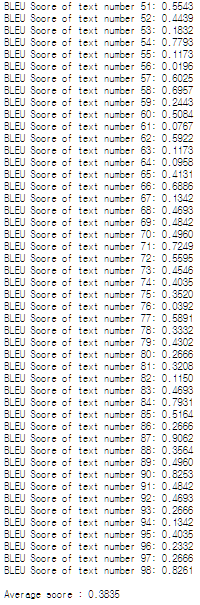 BLEU Score of text number 51: 0.5543
BLEU Score of text number 52: 0.4439
BLEU Score of text number 53: 0.1832
BLEU Score of text number 54: 0.7793
BLEU Score of text number 55: 0.1173
BLEU Score of text number 56: 0.0196
BLEU Score of text number 57: 0.6025
BLEU Score of text number 58: 0.6957
BLEU Score of text number 59: 0.2443
BLEU Score of text number 60: 0.5084
BLEU Score of text number 61: 0.0767
BLEU Score of text number 62: 0.5922
BLEU Score of text number 63: 0.1173
BLEU Score of text number 64: 0.0958
BLEU Score of text number 65: 0.4131
BLEU Score of text number 66: 0.6886
BLEU Score of text number 67: 0.1342
BLEU Score of text number 68: 0.4693
BLEU Score of text number 69: 0.4842
BLEU Score of text number 70: 0.4960
BLEU Score of text number 71: 0.7249
BLEU Score of text number 72: 0.5595
BLEU Score of text number 73: 0.4546
BLEU Score of text number 74: 0.4035
BLEU Score of text number 75: 0.3520
BLEU Score of text number 76: 0.0392
BLEU Score of text number 77: 0.5891
BLEU Score of text number 78: 0.3332
BLEU Score of text number 79: 0.4302
BLEU Score of text number 80: 0.2666
BLEU Score of text number 81: 0.3208
BLEU Score of text number 82: 0.1150
BLEU Score of text number 83: 0.4693
BLEU Score of text number 84: 0.7931
BLEU Score of text number 85: 0.5164
BLEU Score of text number 86: 0.2666
BLEU Score of text number 87: 0.9062
BLEU Score of text number 88: 0.3564
BLEU Score of text number 89: 0.4960
BLEU Score of text number 90: 0.8253
BLEU Score of text number 91: 0.4842
BLEU Score of text number 92: 0.4693
BLEU Score of text number 93: 0.2666
BLEU Score of text number 94: 0.1342
BLEU Score of text number 95: 0.4035
BLEU Score of text number 96: 0.2332
BLEU Score of text number 97: 0.2666
BLEU Score of text number 98: 0.8261
Average score : 0.3835